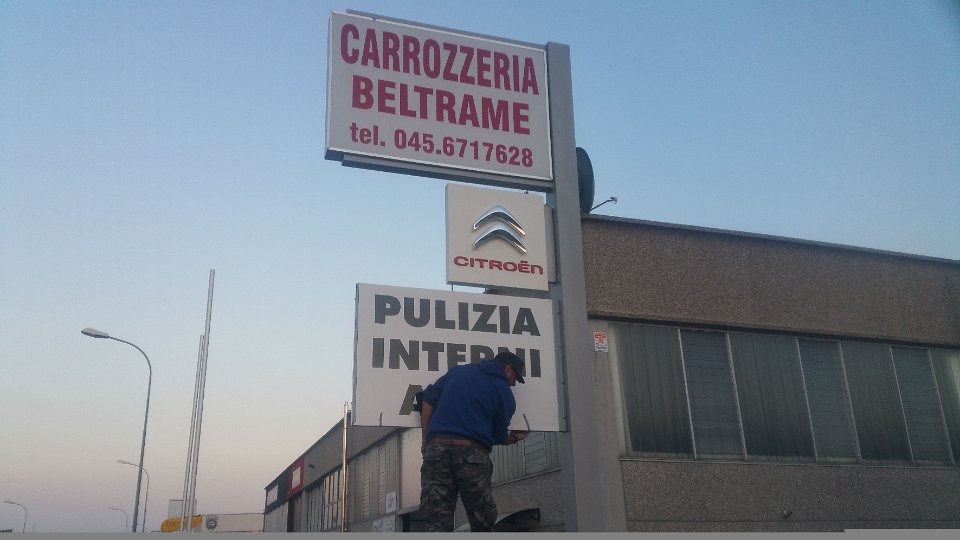 CARROZZERIA
BELTRAME
tel. 045.6717628
CITROËN
PULIZIA
INTERNI